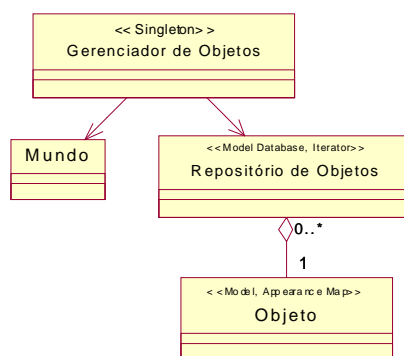 << Singleton> >
Gerenciador de Objetos
Mundo
<<Model Database, Iterator>>
Repositório de Objetos
0..*
1
<<Model, Appearance Map>>
Objeto